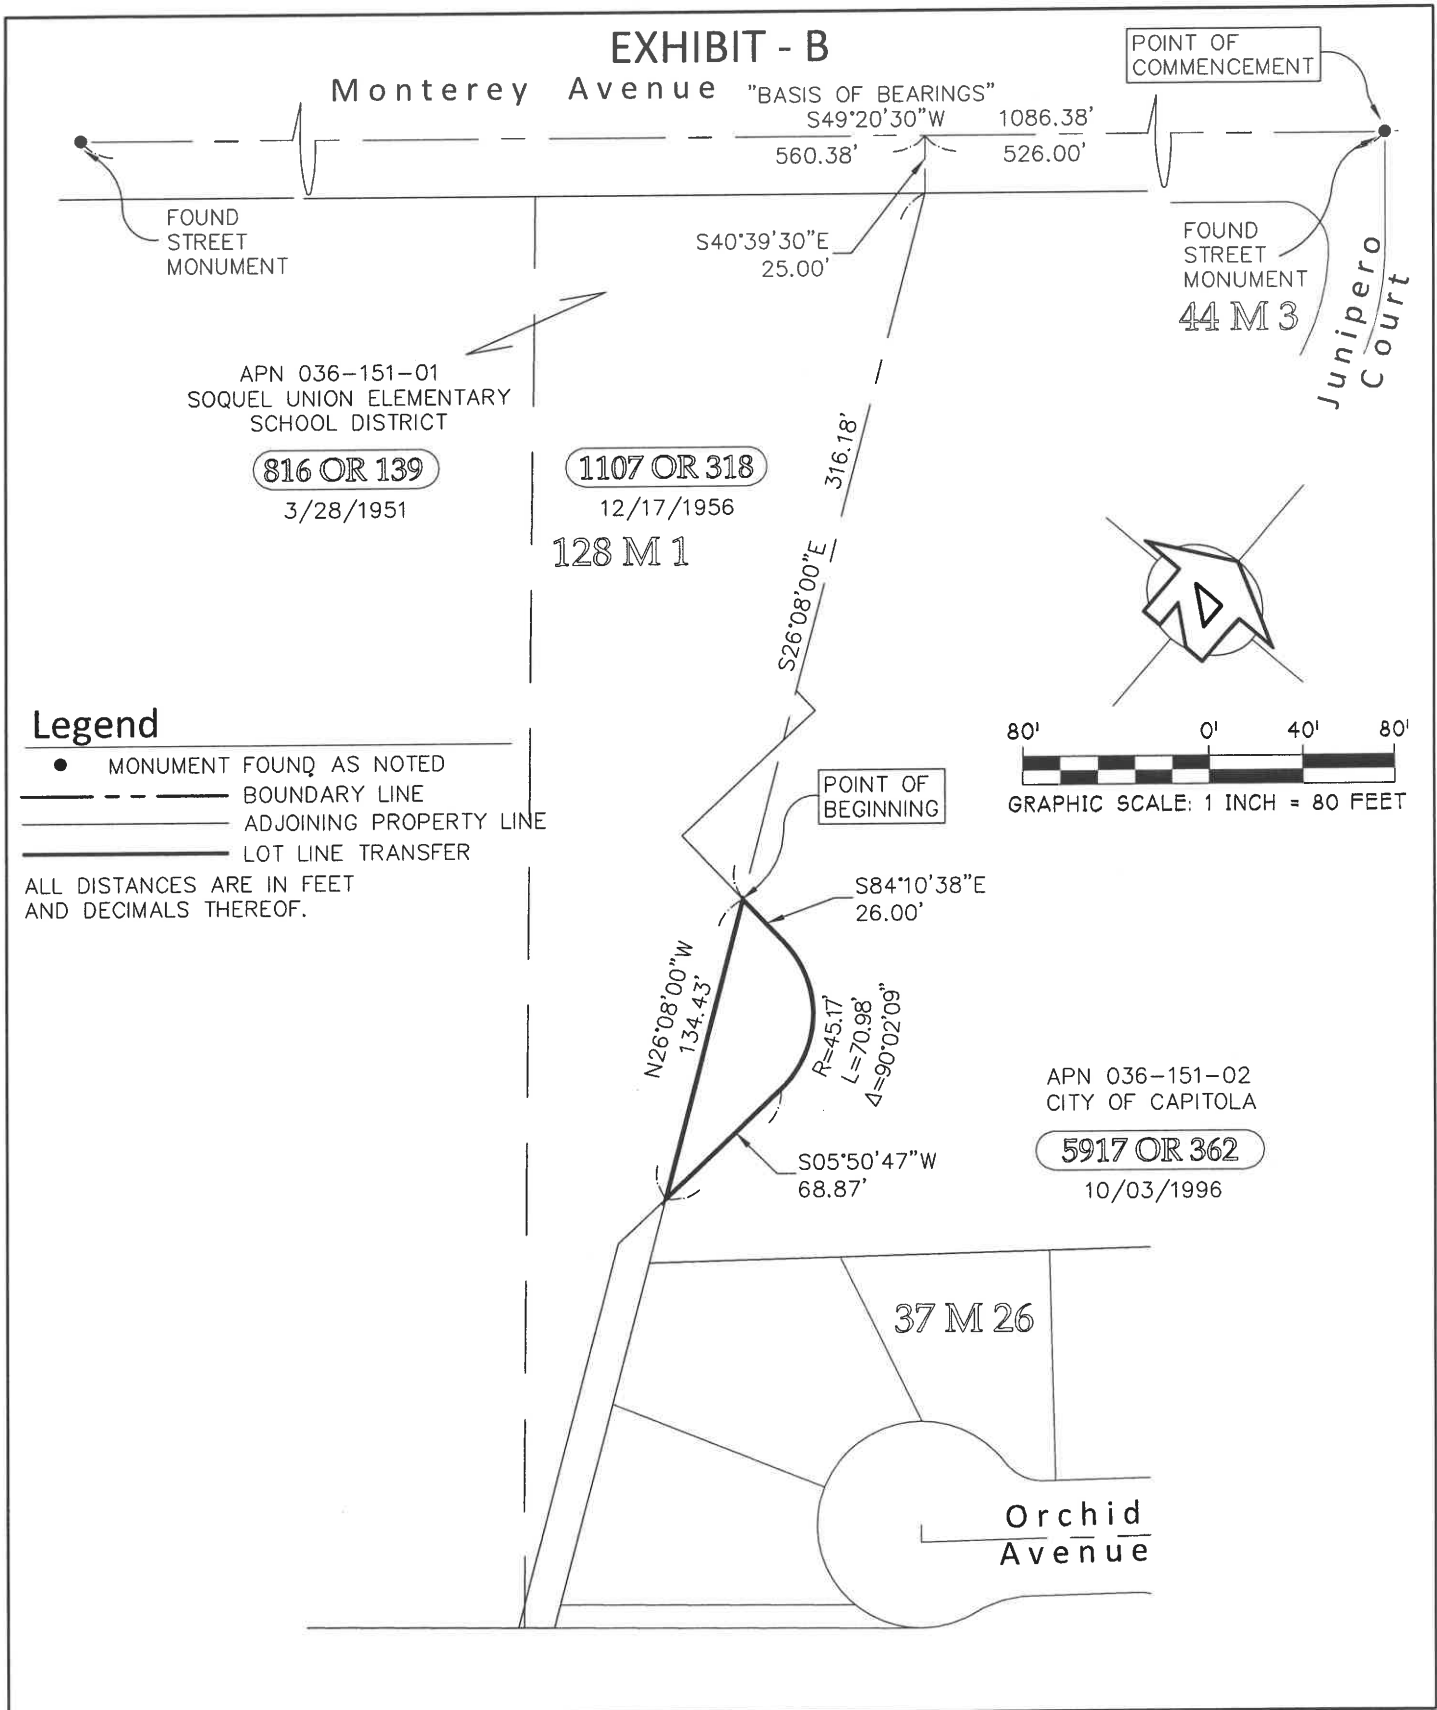 EXHIBIT - B
POINT OF
COMMENCEMENT
Monterey Avenue "BASIS OF BEARINGS"
S49°20'30"W 1086.38'
560.38' 526.00'
FOUND
STREET
MONUMENT
S40°39'30"E
25.00'
FOUND
STREET
MONUMENT
44 M 3
Junipero
Court
APN 036-151-01
SOQUEL UNION ELEMENTARY
SCHOOL DISTRICT
816 OR 139
3/28/1951
1107 OR 318
12/17/1956
128 M 1
316.18'
S26°08'00"E
Legend
MONUMENT FOUND AS NOTED
BOUNDARY LINE
ADJOINING PROPERTY LINE
LOT LINE TRANSFER
ALL DISTANCES ARE IN FEET
AND DECIMALS THEREOF.
80' 0' 40' 80'
GRAPHIC SCALE: 1 INCH = 80 FEET
POINT OF
BEGINNING
S84°10'38"E
26.00'
N26°08'00"W
134.43'
R=45.17'
L=70.98'
Δ=90°02'09"
S05°50'47"W
68.87'
APN 036-151-02
CITY OF CAPITOLA
5917 OR 362
10/03/1996
37 M 26
Orchid
Avenue